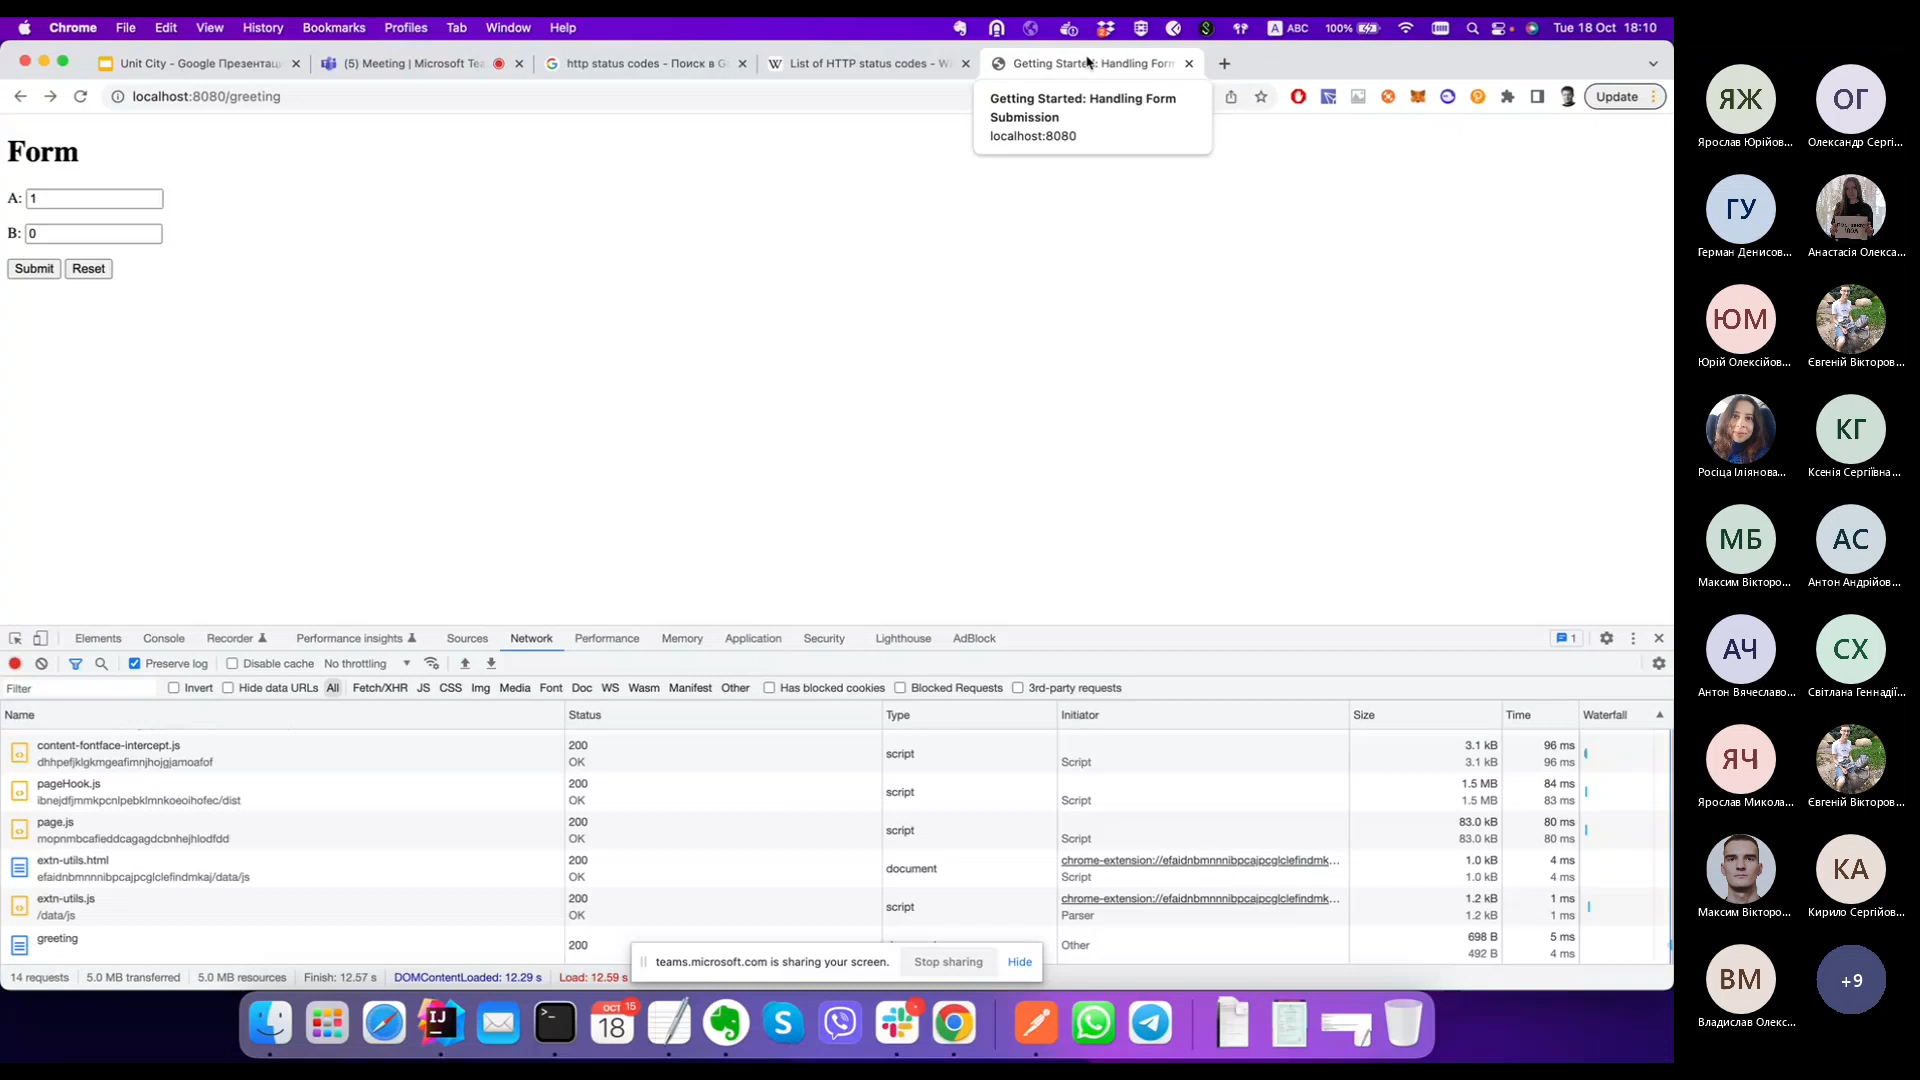 Chrome File Edit View History Bookmarks Profiles Tab Window Help
ABC 100% Tue 18 Oct 18:10
Unit City - Google Презентаці
(5) Meeting | Microsoft Tea
http status codes - Поиск в G
List of HTTP status codes - W
Getting Started: Handling Form
localhost:8080/greeting
Update
Getting Started: Handling Form
Submission
localhost:8080
Form
A: 1
B: 0
Submit Reset
Elements Console Recorder Performance insights Sources Network Performance Memory Application Security Lighthouse AdBlock 1
Preserve log Disable cache No throttling
Filter Invert Hide data URLs All Fetch/XHR JS CSS Img Media Font Doc WS Wasm Manifest Other Has blocked cookies Blocked Requests 3rd-party requests
Name Status Type Initiator Size Time Waterfall
content-fontface-intercept.js 200 script 3.1 kB 96 ms
dhhpefjklgkmgeafimnjhojgjamoafof OK Script 3.1 kB 96 ms
pageHook.js 200 script 1.5 MB 84 ms
ibnejdfjmmkpcnlpebklmnkoeoihofec/dist OK Script 1.5 MB 83 ms
page.js 200 script 83.0 kB 80 ms
mopnmbcafieddcagagdcbnhejhlodfdd OK Script 83.0 kB 80 ms
extn-utils.html 200 document chrome-extension://efaidnbmnnnibpcajpcglclefindmk... 1.0 kB 4 ms
efaidnbmnnnibpcajpcglclefindmkaj/data/js OK Script 1.0 kB 4 ms
extn-utils.js 200 script chrome-extension://efaidnbmnnnibpcajpcglclefindmk... 1.2 kB 1 ms
/data/js OK Parser 1.2 kB 1 ms
greeting 200 Other 698 B 5 ms
492 B 4 ms
teams.microsoft.com is sharing your screen. Stop sharing Hide
14 requests 5.0 MB transferred 5.0 MB resources Finish: 12.57 s DOMContentLoaded: 12.29 s Load: 12.59 s
OCT 15
18
IJ
ЯЖ ОГ
Ярослав Юрійов... Олександр Сергі...
ГУ
Герман Денисов... Анастасія Олекса...
ЮМ
Юрій Олексійов... Євгеній Вікторов...
КГ
Росіца Іліянова... Ксенія Сергіївна...
МБ АС
Максим Вікторо... Антон Андрійов...
АЧ СХ
Антон Вячеславо... Світлана Геннадії...
ЯЧ
Ярослав Микола... Євгеній Вікторов...
КА
Максим Вікторо... Кирило Сергійов...
ВМ +9
Владислав Олекс...